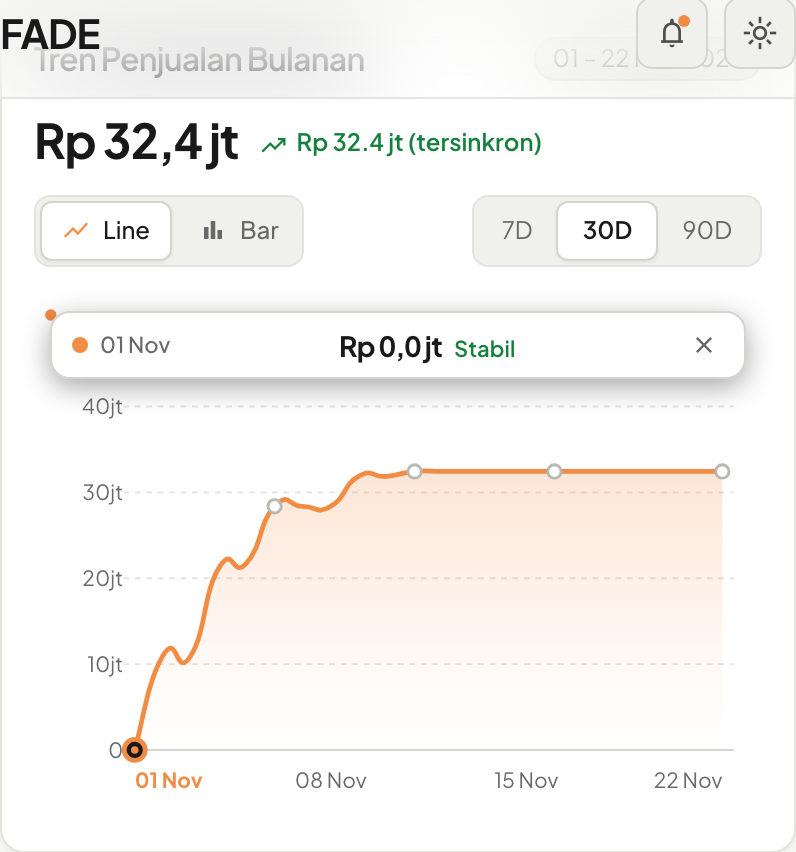 FADE
Tren Penjualan Bulanan
01 – 22
Rp 32,4 jt
Rp 32.4 jt (tersinkron)
Line
Bar
7D
30D
90D
01 Nov
Rp 0,0 jt
Stabil
40jt
30jt
20jt
10jt
0
01 Nov
08 Nov
15 Nov
22 Nov